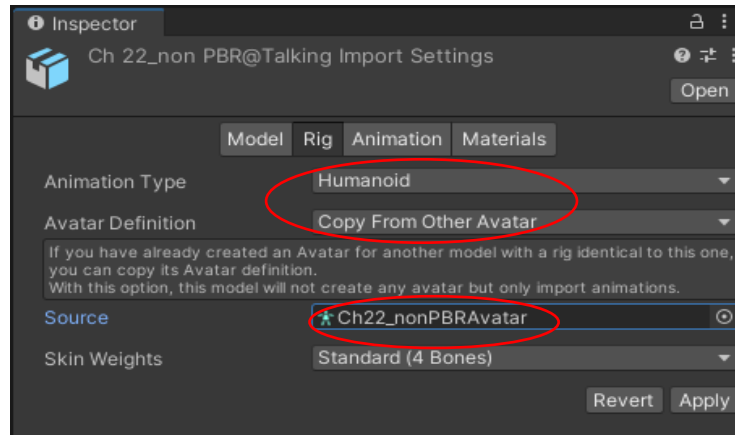 Inspector
Ch 22_non PBR@Talking Import Settings
Open
Model Rig Animation Materials
Animation Type Humanoid
Avatar Definition Copy From Other Avatar
If you have already created an Avatar for another model with a rig identical to this one,
you can copy its Avatar definition.
With this option, this model will not create any avatar but only import animations.
Source Ch22_nonPBRAvatar
Skin Weights Standard (4 Bones)
Revert Apply